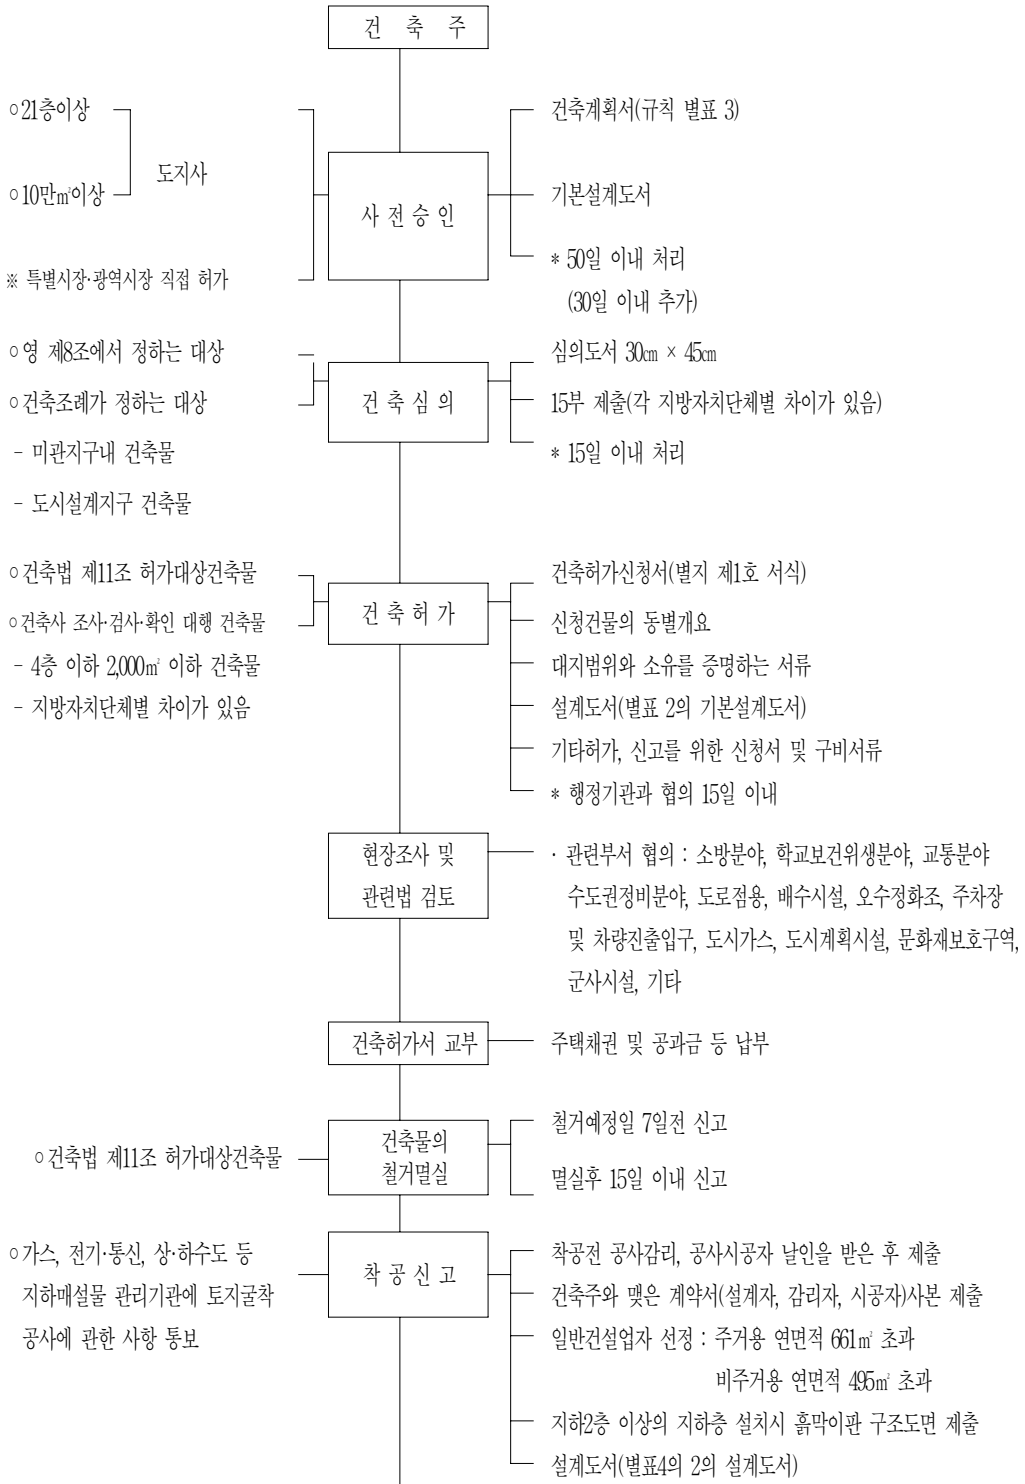 건 축 주
○21층이상
○10만㎡이상
도지사
※ 특별시장·광역시장 직접 허가
사 전 승 인
건축계획서(규칙 별표 3)
기본설계도서
* 50일 이내 처리
(30일 이내 추가)
○영 제8조에서 정하는 대상
○건축조례가 정하는 대상
- 미관지구내 건축물
- 도시설계지구 건축물
건 축 심 의
심의도서 30㎝ × 45㎝
15부 제출(각 지방자치단체별 차이가 있음)
* 15일 이내 처리
○건축법 제11조 허가대상건축물
○건축사 조사·검사·확인 대행 건축물
- 4층 이하 2,000㎡ 이하 건축물
- 지방자치단체별 차이가 있음
건 축 허 가
건축허가신청서(별지 제1호 서식)
신청건물의 동별개요
대지범위와 소유를 증명하는 서류
설계도서(별표 2의 기본설계도서)
기타허가, 신고를 위한 신청서 및 구비서류
* 행정기관과 협의 15일 이내
현장조사 및
관련법 검토
· 관련부서 협의 : 소방분야, 학교보건위생분야, 교통분야
수도권정비분야, 도로점용, 배수시설, 오수정화조, 주차장
및 차량진출입구, 도시가스, 도시계획시설, 문화재보호구역,
군사시설, 기타
건축허가서 교부
주택채권 및 공과금 등 납부
○건축법 제11조 허가대상건축물
건축물의
철거멸실
철거예정일 7일전 신고
멸실후 15일 이내 신고
○가스, 전기·통신, 상·하수도 등
지하매설물 관리기관에 토지굴착
공사에 관한 사항 통보
착 공 신 고
착공전 공사감리, 공사시공자 날인을 받은 후 제출
건축주와 맺은 계약서(설계자, 감리자, 시공자)사본 제출
일반건설업자 선정 : 주거용 연면적 661㎡ 초과
비주거용 연면적 495㎡ 초과
지하2층 이상의 지하층 설치시 흙막이판 구조도면 제출
설계도서(별표4의 2의 설계도서)